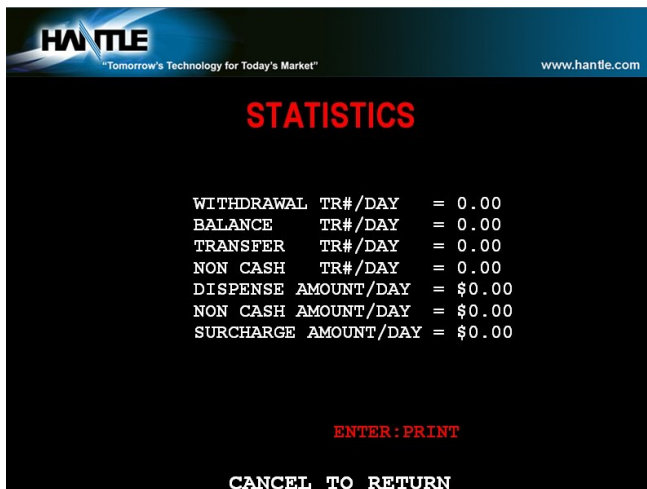 HANTLE
"Tomorrow's Technology for Today's Market"
www.hantle.com
STATISTICS
WITHDRAWAL TR#/DAY = 0.00
BALANCE TR#/DAY = 0.00
TRANSFER TR#/DAY = 0.00
NON CASH TR#/DAY = 0.00
DISPENSE AMOUNT/DAY = $0.00
NON CASH AMOUNT/DAY = $0.00
SURCHARGE AMOUNT/DAY = $0.00
ENTER:PRINT
CANCEL TO RETURN